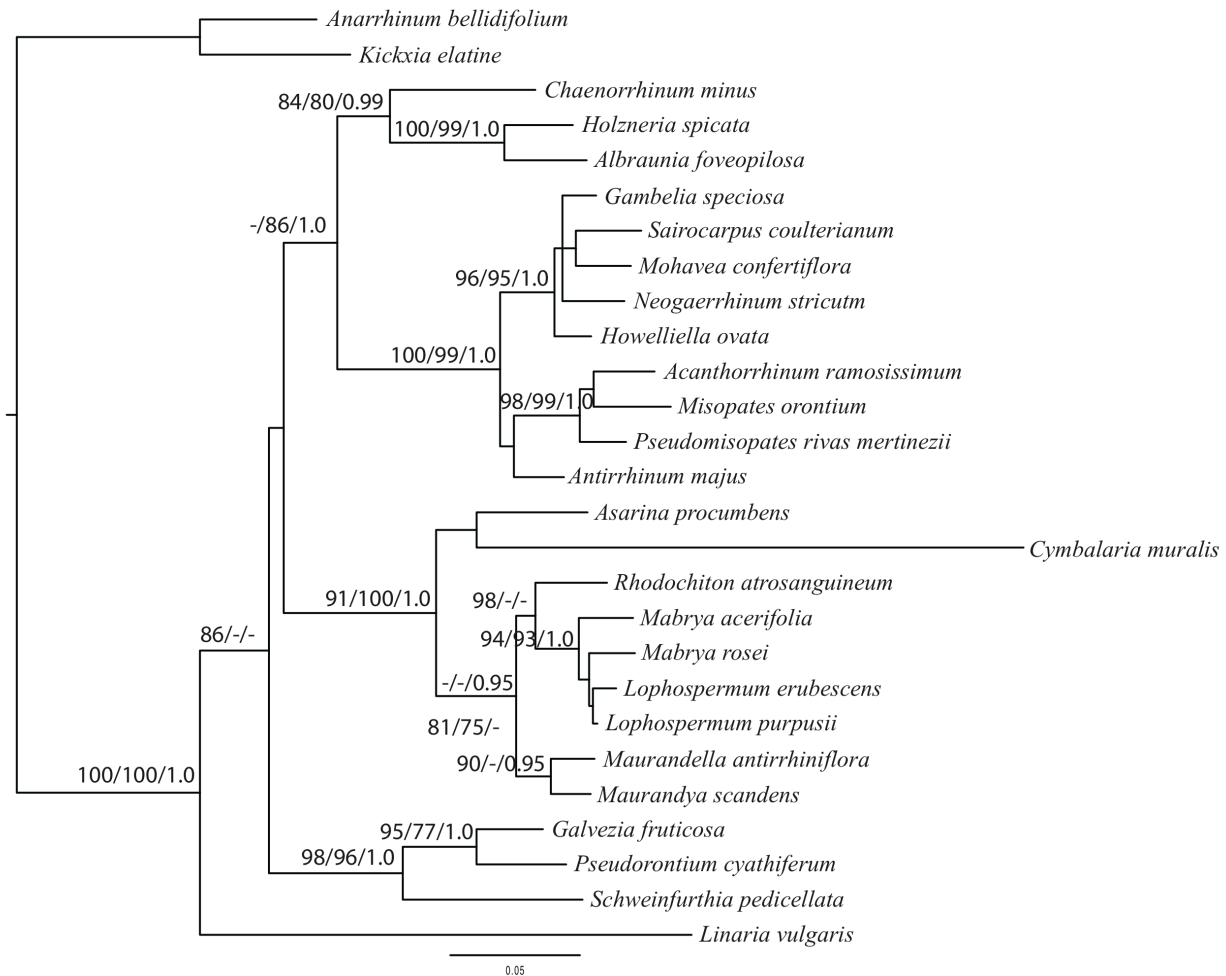 Anarrhinum bellidifolium
Kickxia elatine
Chaenorrhinum minus
84/80/0.99
Holzneria spicata
100/99/1.0
Albraunia foveopilosa
Gambelia speciosa
-/86/1.0
Sairocarpus coulterianum
Mohavea confertiflora
96/95/1.0
Neogaerrhinum stricutm
Howelliella ovata
100/99/1.0
Acanthorrhinum ramosissimum
98/99/1.0
Misopates orontium
Pseudomisopates rivas mertinezii
Antirrhinum majus
Asarina procumbens
Cymbalaria muralis
Rhodochiton atrosanguineum
91/100/1.0
98/-/-
Mabrya acerifolia
86/-/-
94/93/1.0
Mabrya rosei
-/-/0.95
Lophospermum erubescens
Lophospermum purpusii
81/75/-
Maurandella antirrhiniflora
90/-/0.95
100/100/1.0
Maurandya scandens
95/77/1.0
Galvezia fruticosa
98/96/1.0
Pseudorontium cyathiferum
Schweinfurthia pedicellata
Linaria vulgaris
0.05